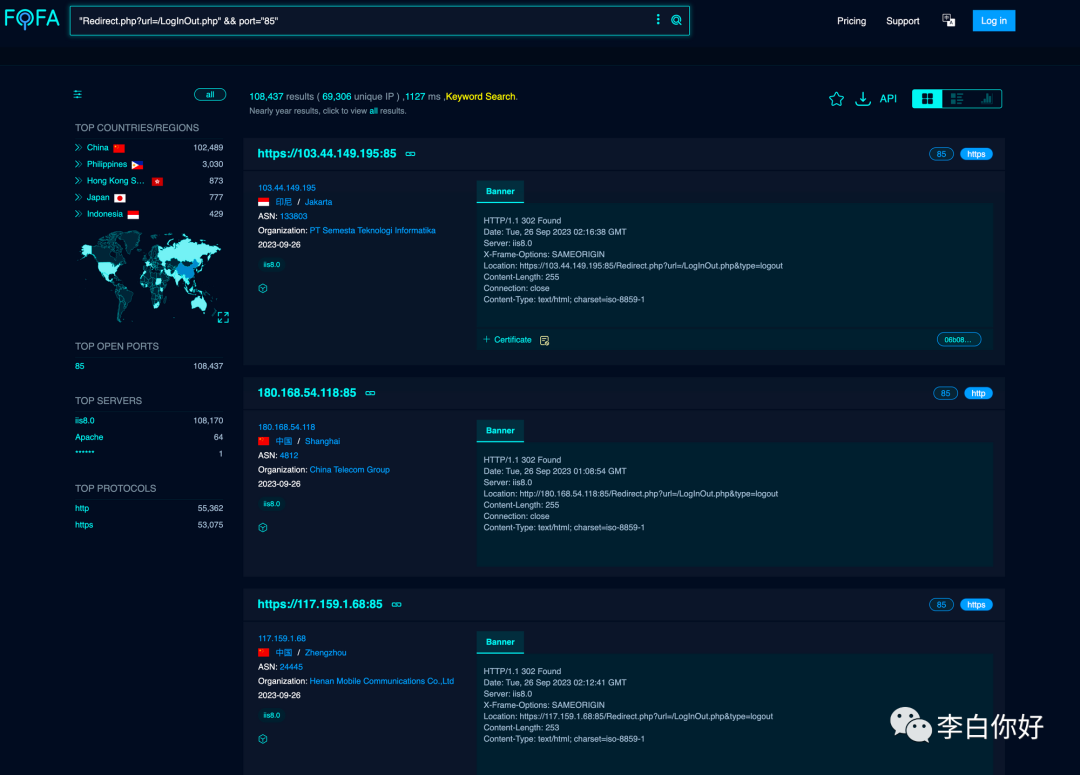 FOFA
"Redirect.php?url=/LogInOut.php" && port="85"
Pricing
Support
Log in
all
108,437 results ( 69,306 unique IP ) ,1127 ms ,Keyword Search.
Nearly year results, click to view all results.
API
TOP COUNTRIES/REGIONS
China 102,489
Philippines 3,030
Hong Kong S... 873
Japan 777
Indonesia 429
TOP OPEN PORTS
85 108,437
TOP SERVERS
iis8.0 108,170
Apache 64
****** 1
TOP PROTOCOLS
http 55,362
https 53,075
https://103.44.149.195:85
85 https
103.44.149.195
印尼 / Jakarta
ASN: 133803
Organization: PT Semesta Teknologi Informatika
2023-09-26
iis8.0
Banner
HTTP/1.1 302 Found
Date: Tue, 26 Sep 2023 02:16:38 GMT
Server: iis8.0
X-Frame-Options: SAMEORIGIN
Location: https://103.44.149.195:85/Redirect.php?url=/LogInOut.php&type=logout
Content-Length: 255
Connection: close
Content-Type: text/html; charset=iso-8859-1
+ Certificate
06b08...
180.168.54.118:85
85 http
180.168.54.118
中国 / Shanghai
ASN: 4812
Organization: China Telecom Group
2023-09-26
iis8.0
Banner
HTTP/1.1 302 Found
Date: Tue, 26 Sep 2023 01:08:54 GMT
Server: iis8.0
Location: http://180.168.54.118:85/Redirect.php?url=/LogInOut.php&type=logout
Content-Length: 255
Connection: close
Content-Type: text/html; charset=iso-8859-1
https://117.159.1.68:85
85 https
117.159.1.68
中国 / Zhengzhou
ASN: 24445
Organization: Henan Mobile Communications Co.,Ltd
2023-09-26
iis8.0
Banner
HTTP/1.1 302 Found
Date: Tue, 26 Sep 2023 02:12:41 GMT
Server: iis8.0
X-Frame-Options: SAMEORIGIN
Location: https://117.159.1.68:85/Redirect.php?url=/LogInOut.php&type=logout
Content-Length: 253
Content-Type: text/html; charset=iso-8859-1
李白你好